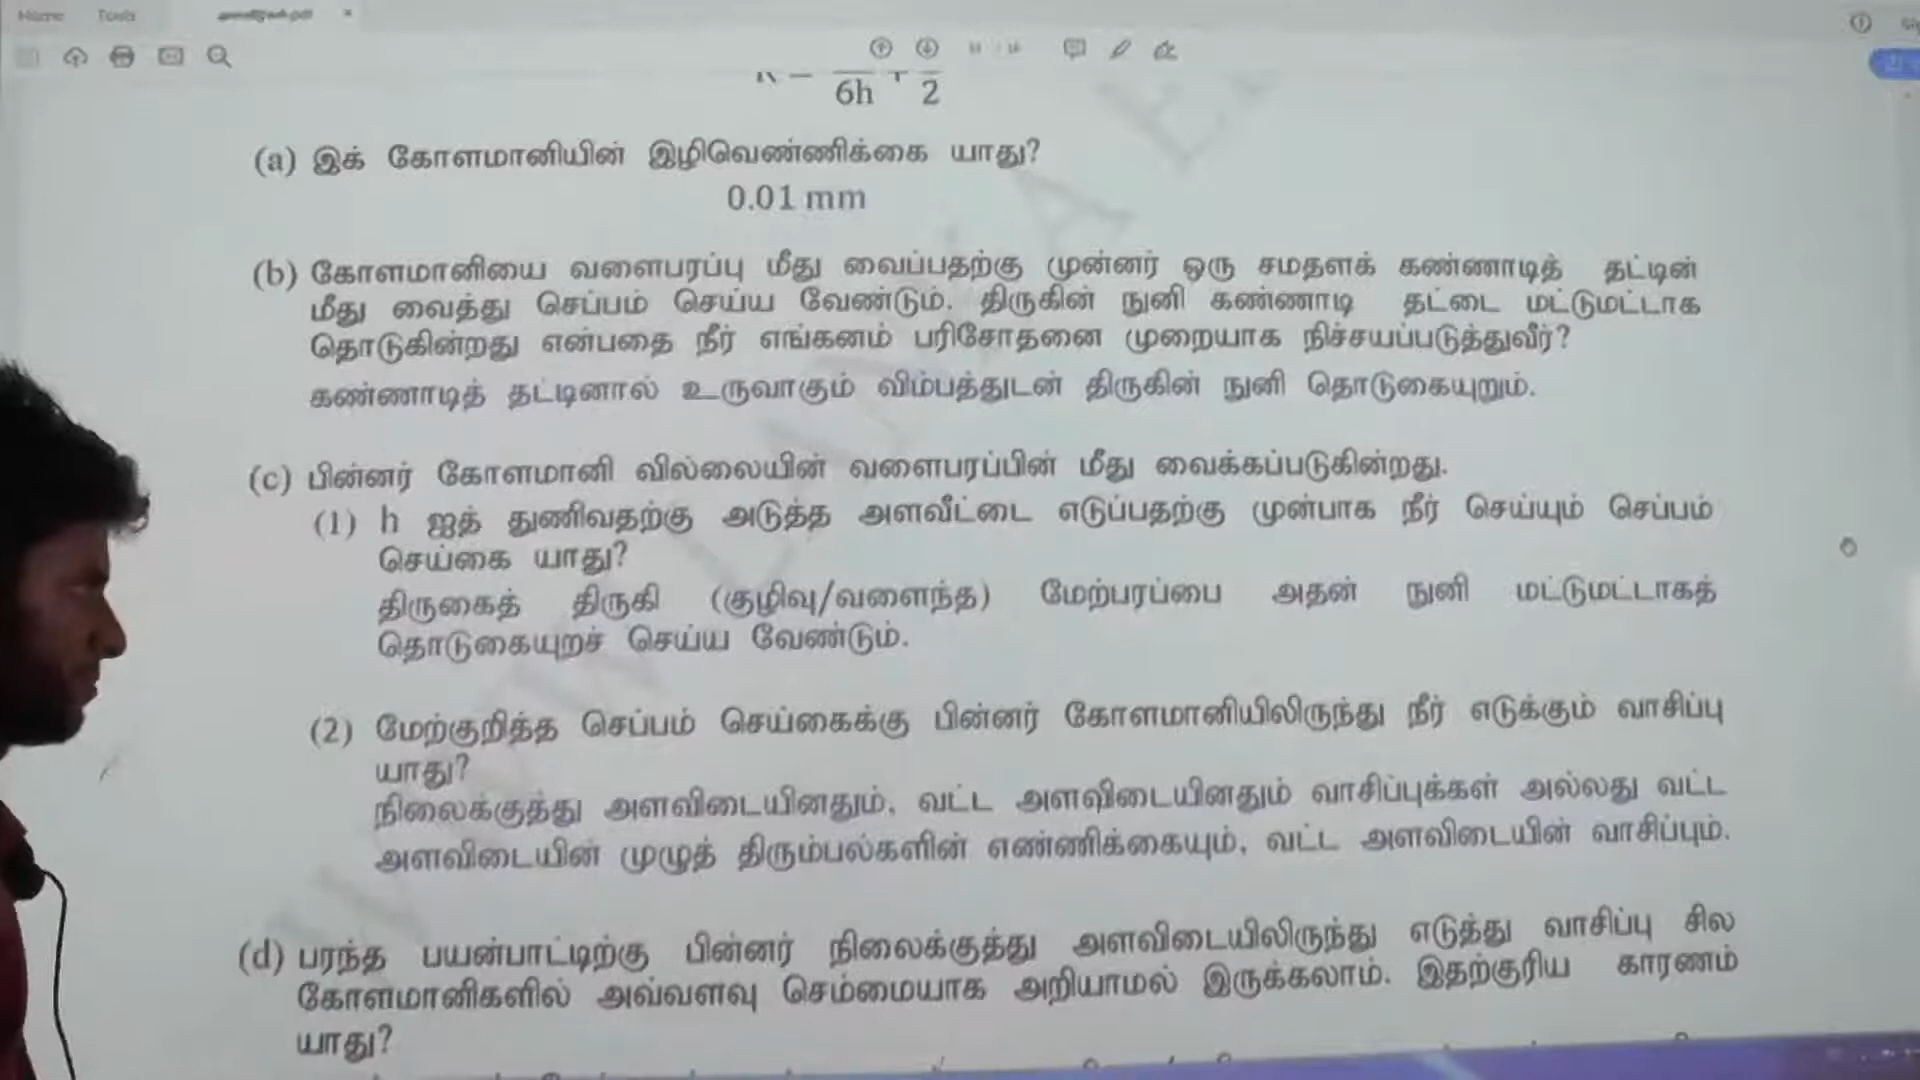 Home Tools
6h 2
(a) இக் கோளமானியின் இழிவெண்ணிக்கை யாது?
0.01 mm
(b) கோளமானியை வளைபரப்பு மீது வைப்பதற்கு முன்னர் ஒரு சமதளக் கண்ணாடித் தட்டின்
மீது வைத்து செப்பம் செய்ய வேண்டும். திருகின் நுனி கண்ணாடி தட்டை மட்டுமட்டாக
தொடுகின்றது என்பதை நீர் எங்கனம் பரிசோதனை முறையாக நிச்சயப்படுத்துவீர்?
கண்ணாடித் தட்டினால் உருவாகும் விம்பத்துடன் திருகின் நுனி தொடுகையுறும்.
(c) பின்னர் கோளமானி வில்லையின் வளைபரப்பின் மீது வைக்கப்படுகின்றது.
(1) h ஐத் துணிவதற்கு அடுத்த அளவீட்டை எடுப்பதற்கு முன்பாக நீர் செய்யும் செப்பம்
செய்கை யாது?
திருகைத் திருகி (குழிவு/வளைந்த) மேற்பரப்பை அதன் நுனி மட்டுமட்டாகத்
தொடுகையுறச் செய்ய வேண்டும்.
(2) மேற்குறித்த செப்பம் செய்கைக்கு பின்னர் கோளமானியிலிருந்து நீர் எடுக்கும் வாசிப்பு
யாது?
நிலைக்குத்து அளவிடையினதும், வட்ட அளவிடையினதும் வாசிப்புக்கள் அல்லது வட்ட
அளவிடையின் முழுத் திரும்பல்களின் எண்ணிக்கையும், வட்ட அளவிடையின் வாசிப்பும்.
(d) பரந்த பயன்பாட்டிற்கு பின்னர் நிலைக்குத்து அளவிடையிலிருந்து எடுத்து வாசிப்பு சில
கோளமானிகளில் அவ்வளவு செம்மையாக அறியாமல் இருக்கலாம். இதற்குரிய காரணம்
யாது?